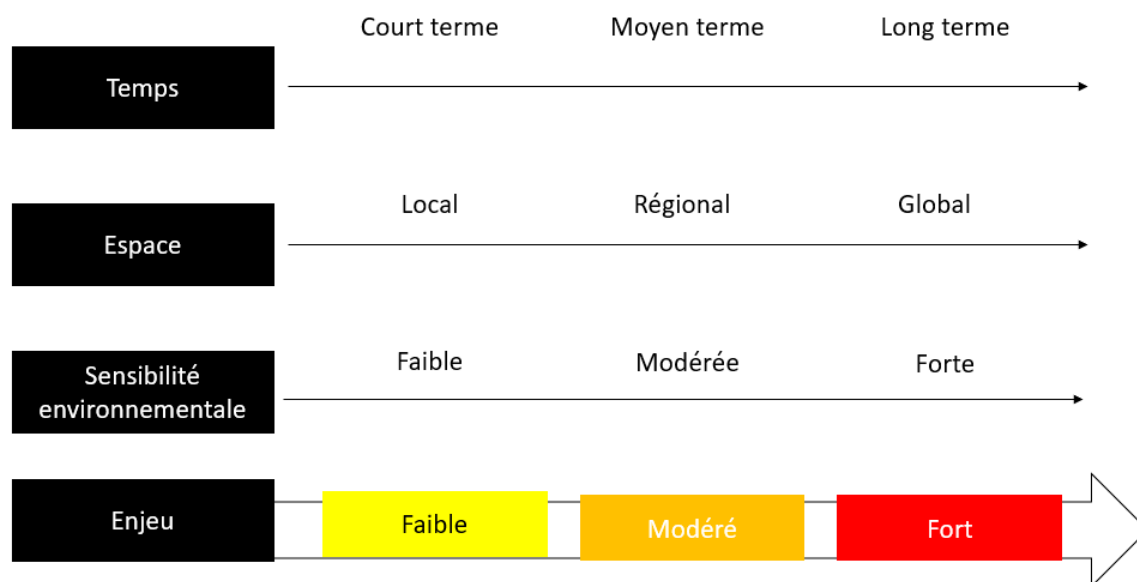 Court terme Moyen terme Long terme
Temps
Local Régional Global
Espace
Faible Modérée Forte
Sensibilité
environnementale
Enjeu Faible Modéré Fort